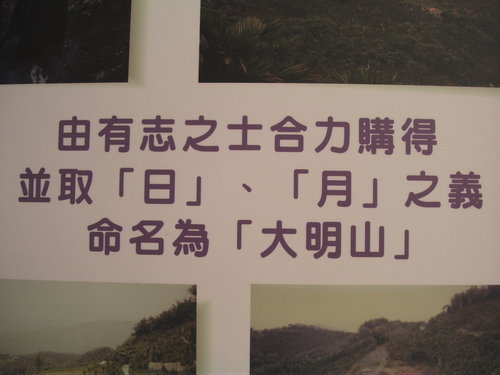 由有志之士合力購得
並取「日」、「月」之義
命名為「大明山」